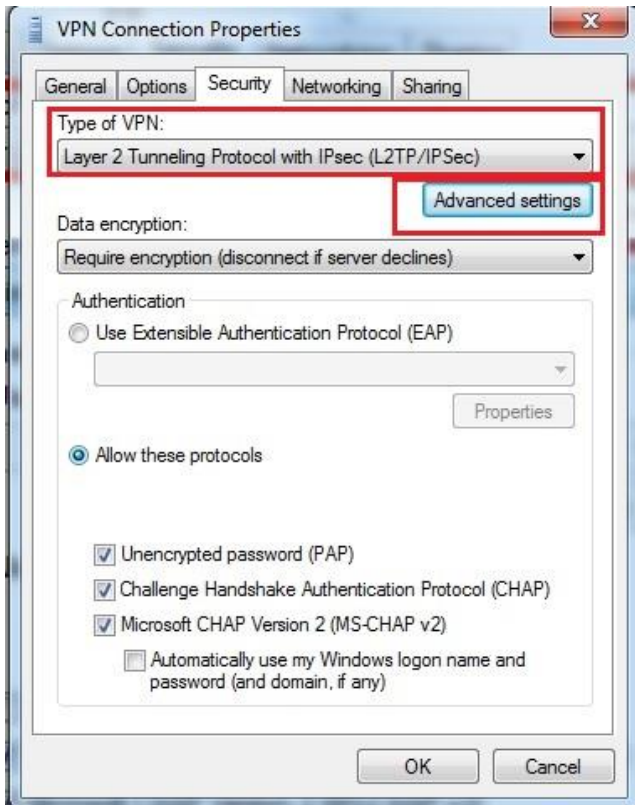 VPN Connection Properties
General Options Security Networking Sharing
Type of VPN:
Layer 2 Tunneling Protocol with IPsec (L2TP/IPSec)
Advanced settings
Data encryption:
Require encryption (disconnect if server declines)
Authentication
Use Extensible Authentication Protocol (EAP)
Properties
Allow these protocols
Unencrypted password (PAP)
Challenge Handshake Authentication Protocol (CHAP)
Microsoft CHAP Version 2 (MS-CHAP v2)
Automatically use my Windows logon name and
password (and domain, if any)
OK Cancel